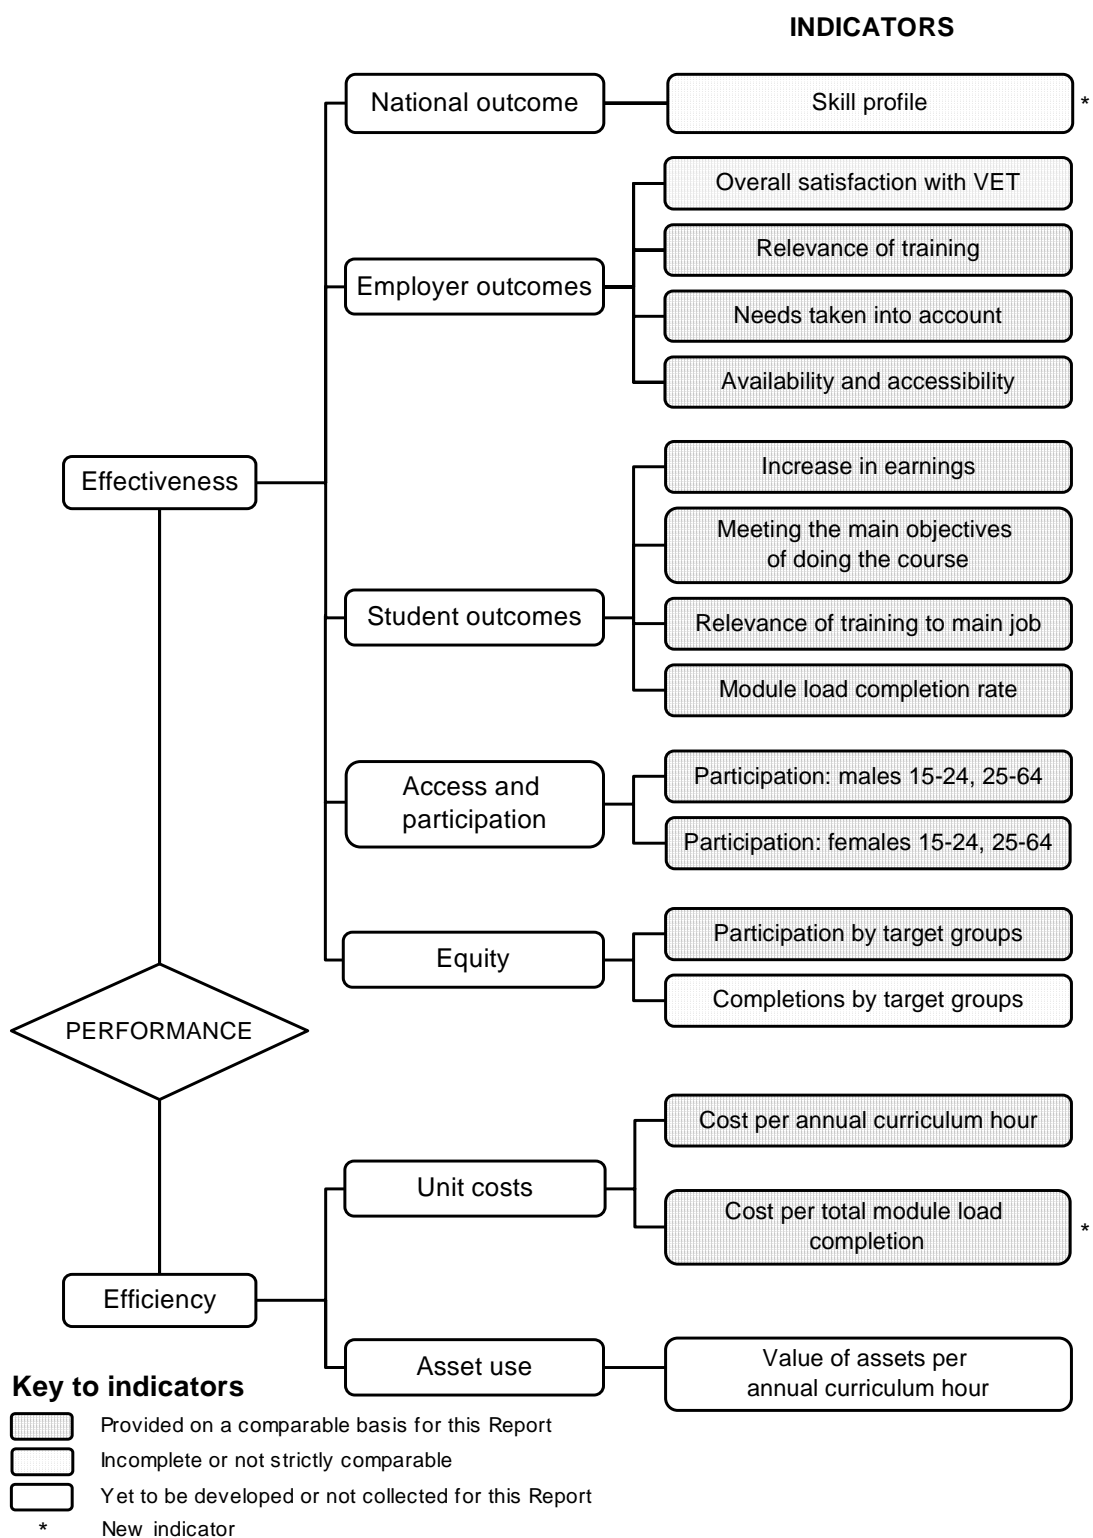 INDICATORS
National outcome
Skill profile
*
Overall satisfaction with VET
Relevance of training
Employer outcomes
Needs taken into account
Availability and accessibility
Effectiveness
Increase in earnings
Meeting the main objectives
of doing the course
Student outcomes
Relevance of training to main job
Module load completion rate
Access and
participation
Participation: males 15-24, 25-64
Participation: females 15-24, 25-64
Equity
Participation by target groups
Completions by target groups
PERFORMANCE
Cost per annual curriculum hour
Unit costs
Cost per total module load
completion
*
Efficiency
Asset use
Value of assets per
annual curriculum hour
Key to indicators
Provided on a comparable basis for this Report
Incomplete or not strictly comparable
Yet to be developed or not collected for this Report
* New indicator